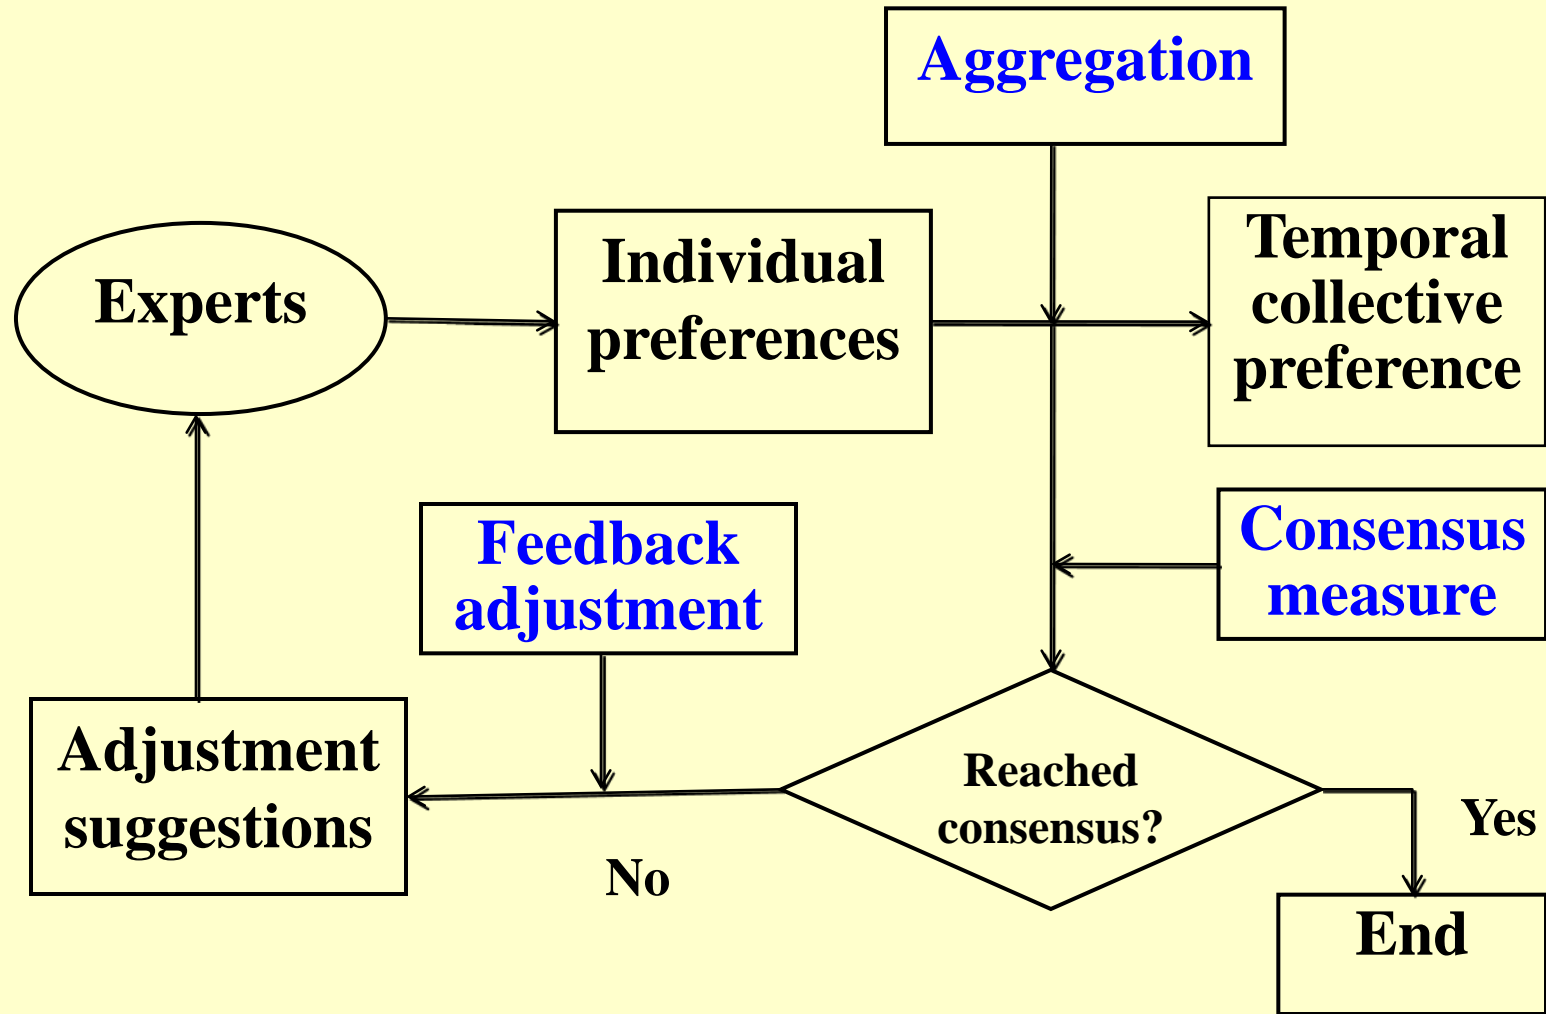 Aggregation
Experts
Individual
preferences
Temporal
collective
preference
Feedback
adjustment
Consensus
measure
Adjustment
suggestions
Reached
consensus?
No
Yes
End